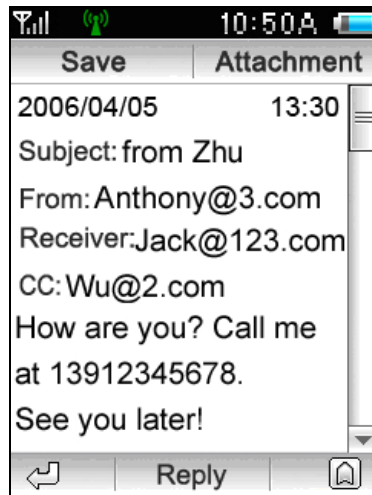 10:50A
Save Attachment
2006/04/05 13:30
Subject: from Zhu
From: Anthony@3.com
Receiver:Jack@123.com
CC: Wu@2.com
How are you? Call me
at 13912345678.
See you later!
Reply